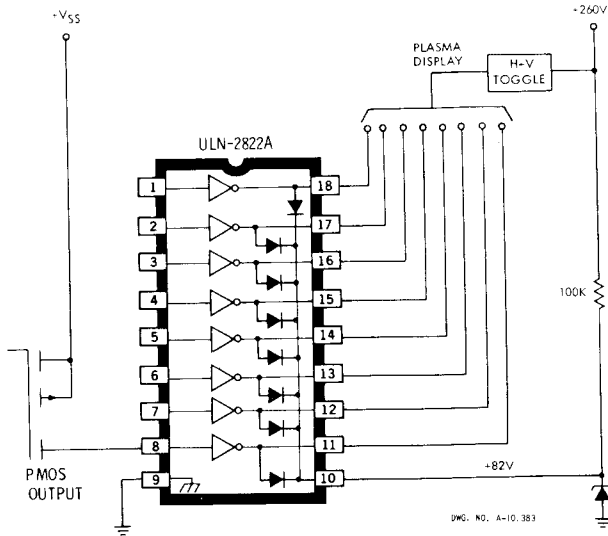 +VSS
+260V
PLASMA
DISPLAY
H-V
TOGGLE
ULN-2822A
1
18
2
17
3
16
4
15
5
14
6
13
7
12
8
11
9
10
100K
+82V
PMOS
OUTPUT
DWG. NO. A-10,383